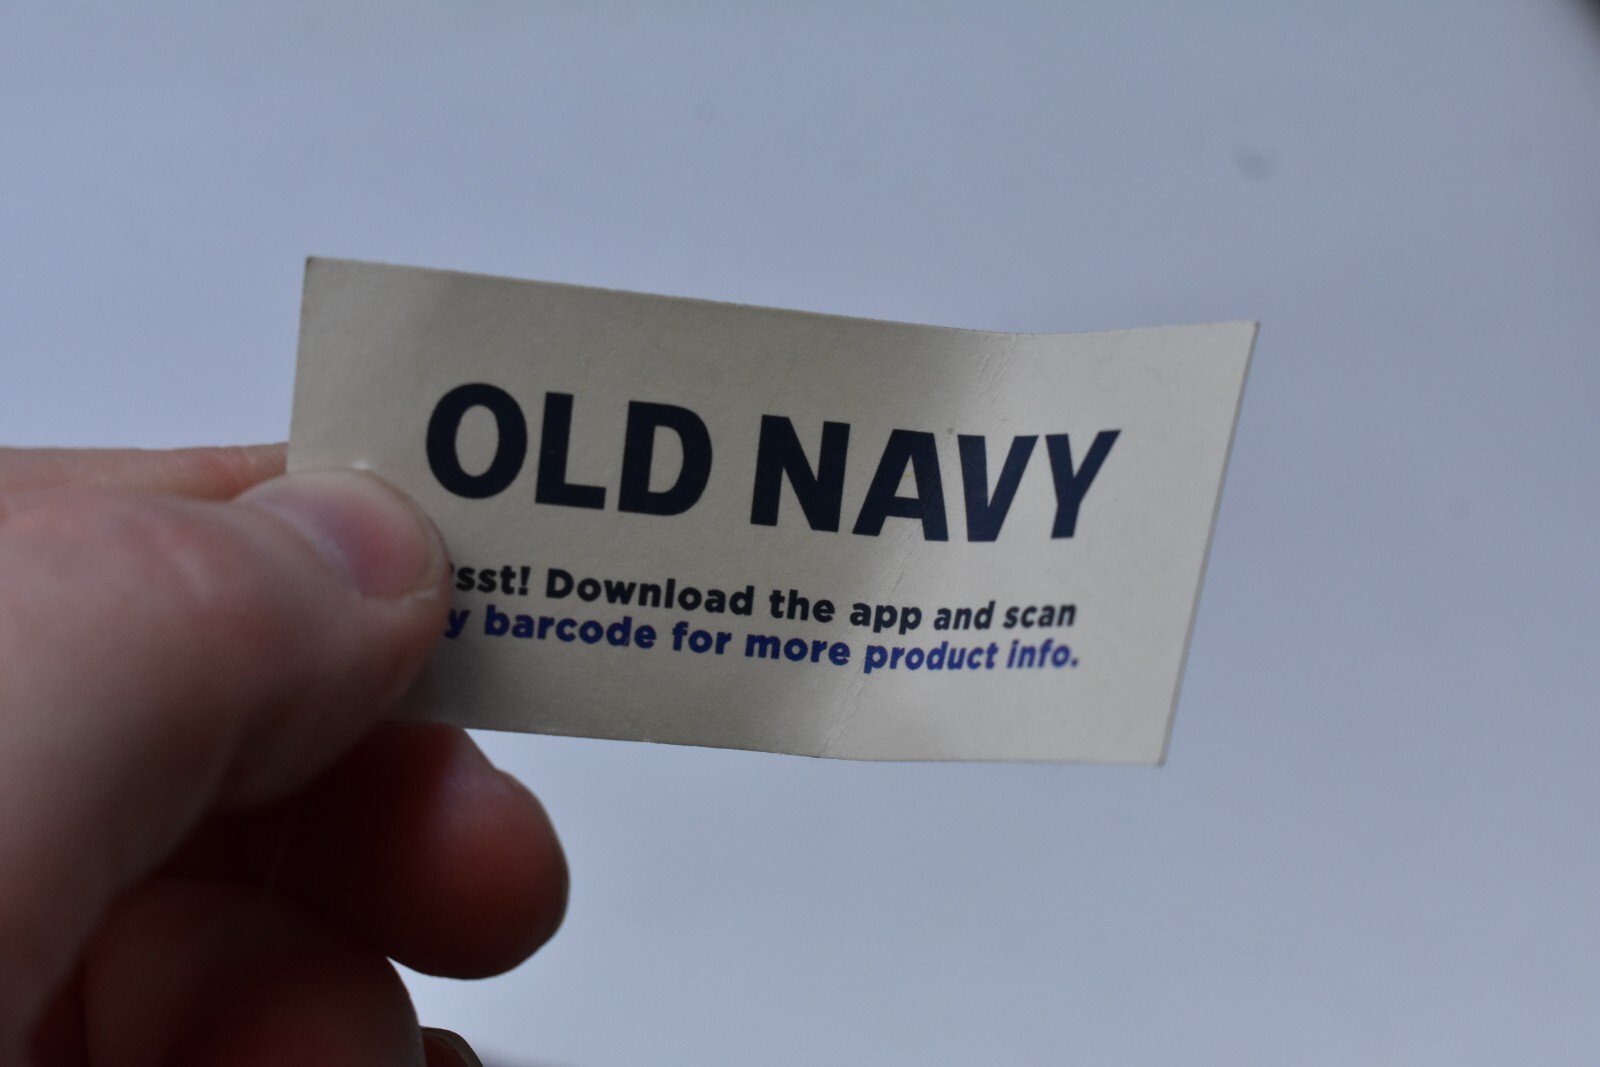 OLD NAVY
sst! Download the app and scan
y barcode for more product info.